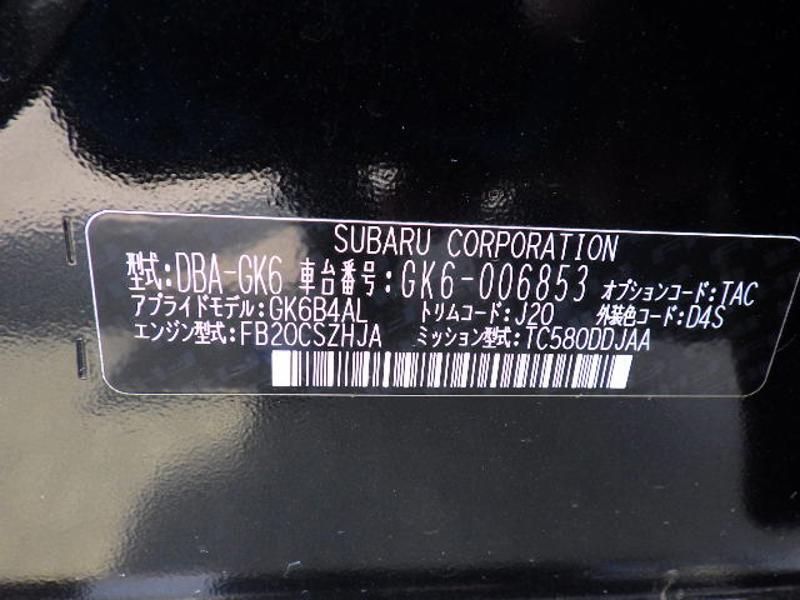 SUBARU CORPORATION
型式:DBA-GK6 車台番号:GK6-006853 オプションコード:TAC
アプライドモデル:GK6B4AL トリムコード:J20 外装色コード:D4S
エンジン型式:FB20CSZHJA ミッション型式:TC580DDJAA